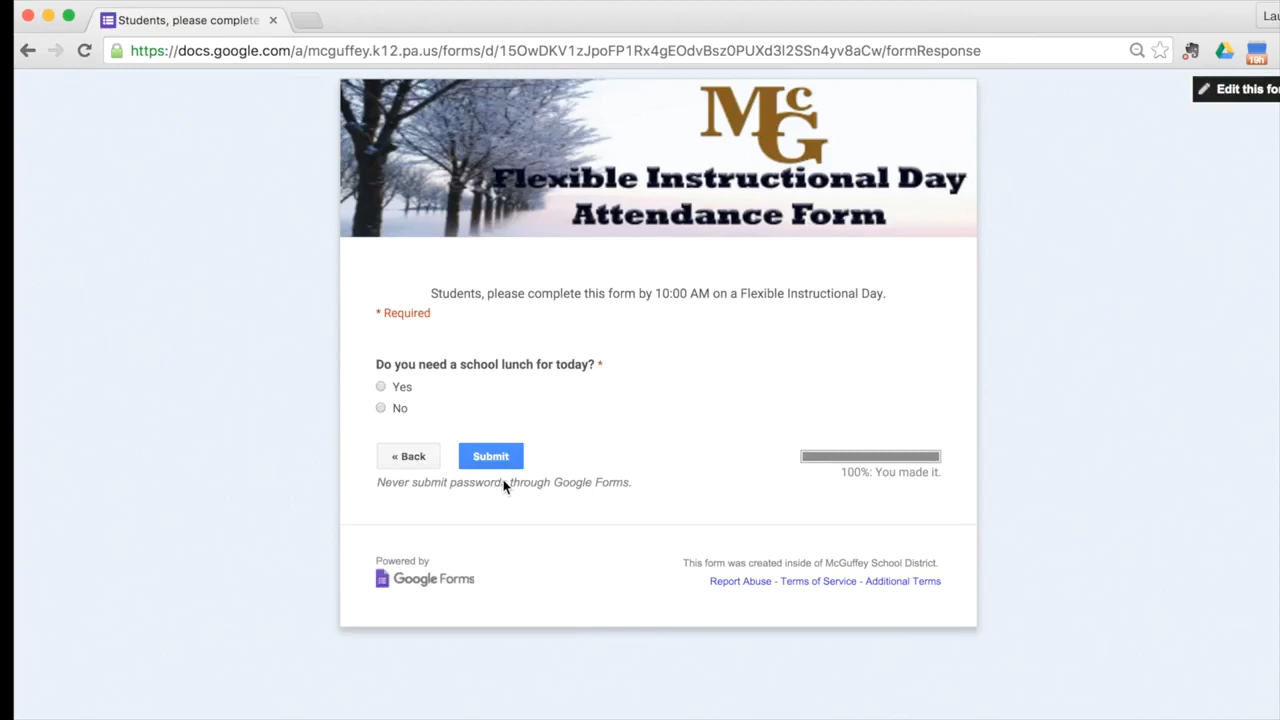 Students, please complete
Lau
https://docs.google.com/a/mcguffey.k12.pa.us/forms/d/15OwDKV1zJpoFP1Rx4gEOdvBsz0PUXd3I2SSn4yv8aCw/formResponse
19h
Edit this fo
McG
Flexible Instructional Day
Attendance Form
Students, please complete this form by 10:00 AM on a Flexible Instructional Day.
* Required
Do you need a school lunch for today? *
Yes
No
« Back
Submit
100%: You made it.
Never submit passwords through Google Forms.
Powered by
Google Forms
This form was created inside of McGuffey School District.
Report Abuse - Terms of Service - Additional Terms